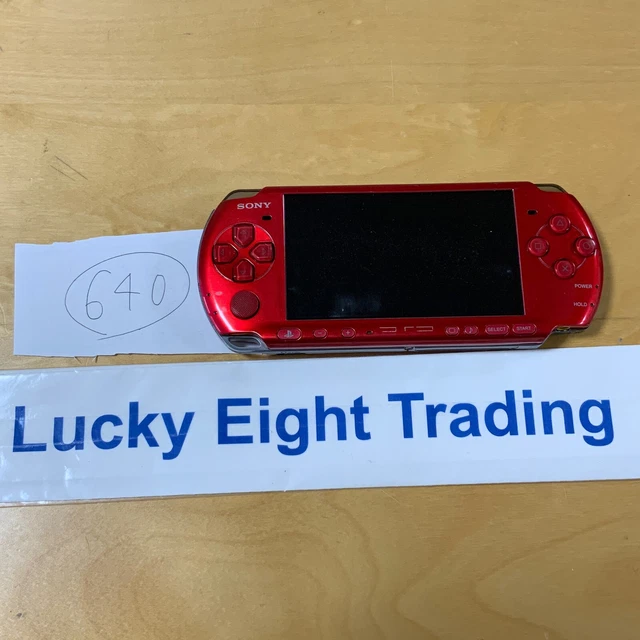 SONY
640
POWER
HOLD
SELECT START
Lucky Eight Trading